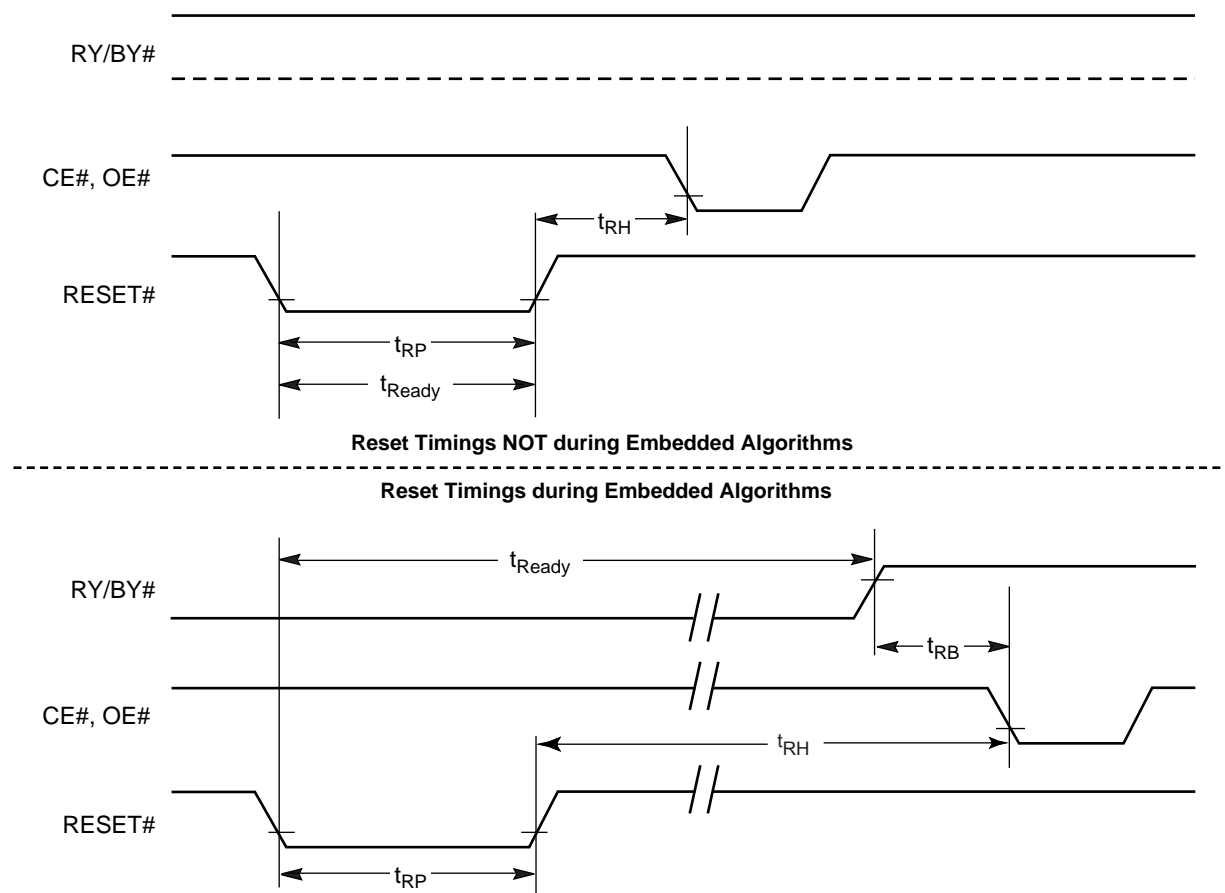 RY/BY#
CE#, OE#
tRH
RESET#
tRP
tReady
Reset Timings NOT during Embedded Algorithms
Reset Timings during Embedded Algorithms
tReady
RY/BY#
tRB
CE#, OE#
tRH
RESET#
tRP